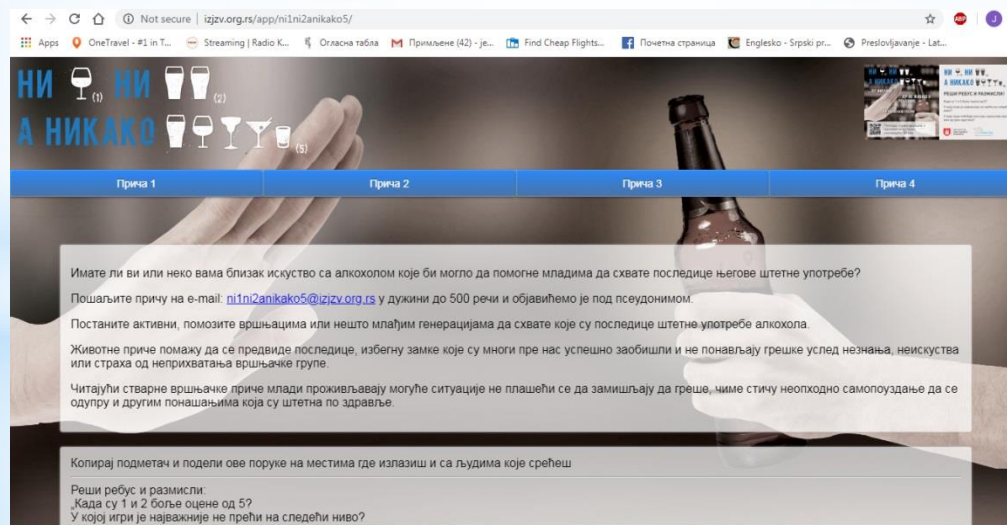 Not secure | izjzv.org.rs/app/ni1ni2anikako5/
ABP
J
Apps OneTravel - #1 in T... Streaming | Radio K... Огласна табла Примљене (42) - je... Find Cheap Flights... Почетна страница Englesko - Srpski pr... Preslovljavanje - Lat...
НИ (1) НИ (2)
А НИКАКО (5)
РЕШИ РЕБУС И РАЗМИСЛИ!
Прича 1 Прича 2 Прича 3 Прича 4
Имате ли ви или неко вама близак искуство са алкохолом које би могло да помогне младима да схвате последице његове штетне употребе?
Пошаљите причу на e-mail: ni1ni2anikako5@izjzv.org.rs у дужини до 500 речи и објавићемо је под псеудонимом.
Постаните активни, помозите вршњацима или нешто млађим генерацијама да схвате које су последице штетне употребе алкохола.
Животне приче помажу да се предвиде последице, избегну замке које су многи пре нас успешно заобишли и не понављају грешке услед незнања, неискуства
или страха од неприхватања вршњачке групе.
Читајући стварне вршњачке приче млади проживљавају могуће ситуације не плашећи се да замишљају да греше, чиме стичу неопходно самопоуздање да се
одупру и другим понашањима која су штетна по здравље.
Копирај подметач и подели ове поруке на местима где излазиш и са људима које срећеш
Реши ребус и размисли:
„Када су 1 и 2 боље оцене од 5?
У којој игри је најважније не прећи на следећи ниво?